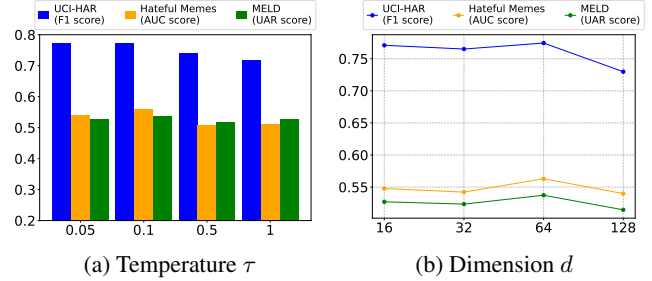 UCI-HAR Hateful Memes MELD
(F1 score) (AUC score) (UAR score)
0.8
0.7
0.6
0.5
0.4
0.3
0.2
0.05 0.1 0.5 1
(a) Temperature τ
UCI-HAR Hateful Memes MELD
(F1 score) (AUC score) (UAR score)
0.75
0.70
0.65
0.60
0.55
16 32 64 128
(b) Dimension d